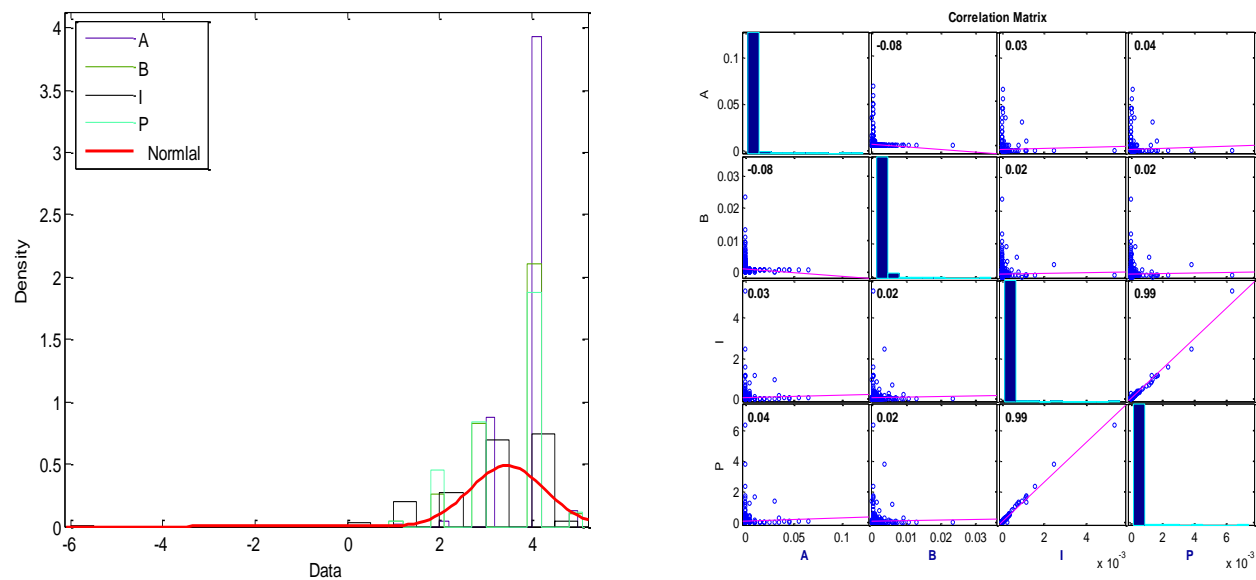 4
3.5
3
2.5
2
1.5
1
0.5
0
Density
A
B
I
P
Normlal
-6
-4
-2
0
2
4
Data
Correlation Matrix
-0.08
0.03
0.04
0.1
0.05
0
A
-0.08
0.02
0.02
0.03
0.02
0.01
0
B
0.03
0.02
0.99
4
2
0
I
0.04
0.02
0.99
6
4
2
0
P
0 0.05 0.1
0 0.01 0.02 0.03
0 2 4
0 2 4 6
A B I P
x 10-3 x 10-3